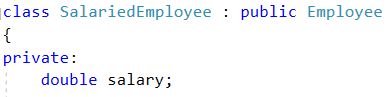 class SalariedEmployee : public Employee
{
private:
    double salary;